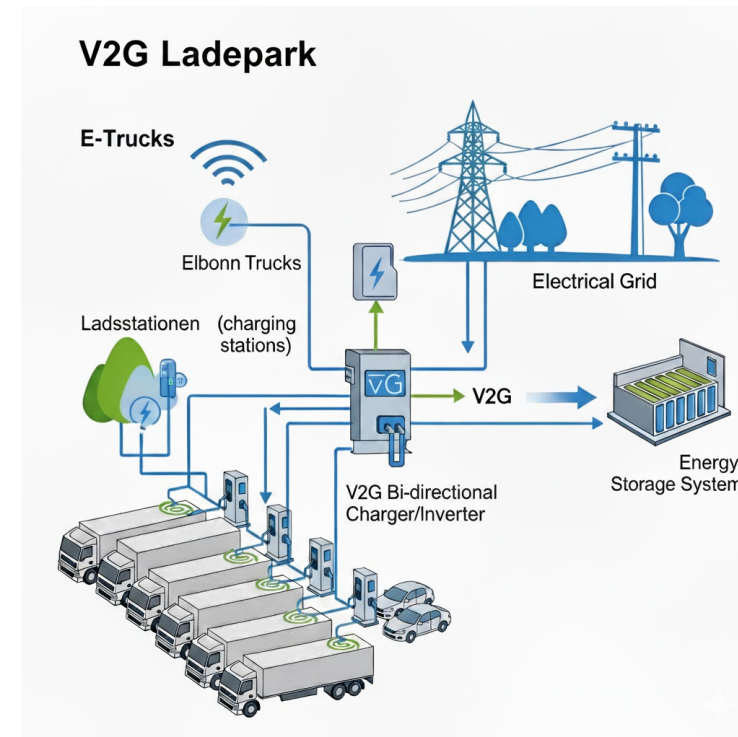 V2G Ladepark
E-Trucks
Elbonn Trucks
Electrical Grid
Ladsstationen (charging
stations)
VG
V2G
Energy
Storage System
V2G Bi-directional
Charger/Inverter